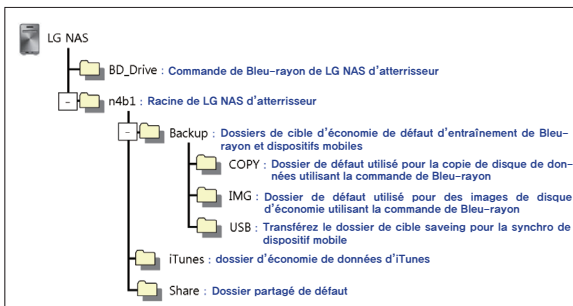 LG NAS
BD_Drive : Commande de Bleu-rayon de LG NAS d'atterrisseur
n4b1 : Racine de LG NAS d'atterrisseur
Backup : Dossiers de cible d'économie de défaut d'entraînement de Bleu-
rayon et dispositifs mobiles
COPY : Dossier de défaut utilisé pour la copie de disque de don-
nées utilisant la commande de Bleu-rayon
IMG : Dossier de défaut utilisé pour des images de disque
d'économie utilisant la commande de Bleu-rayon
USB : Transférez le dossier de cible saveing pour la synchro de
dispositif mobile
iTunes : dossier d'économie de données d'iTunes
Share : Dossier partagé de défaut